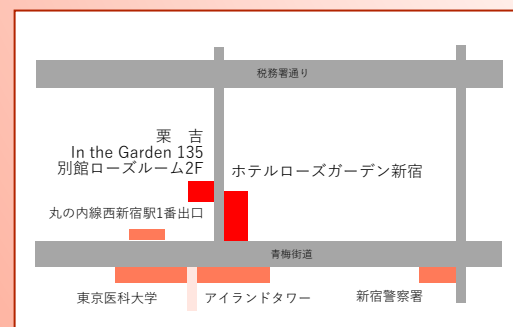 税務署通り
栗　吉
In the Garden 135
別館ローズルーム2F
ホテルローズガーデン新宿
丸の内線西新宿駅1番出口
青梅街道
東京医科大学
アイランドタワー
新宿警察署